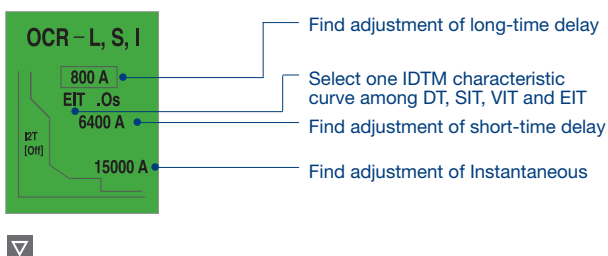 OCR – L, S, I
Find adjustment of long-time delay
800 A
Select one IDTM characteristic
curve among DT, SIT, VIT and EIT
EIT .Os
6400 A
Find adjustment of short-time delay
I2T
[Off]
15000 A
Find adjustment of Instantaneous